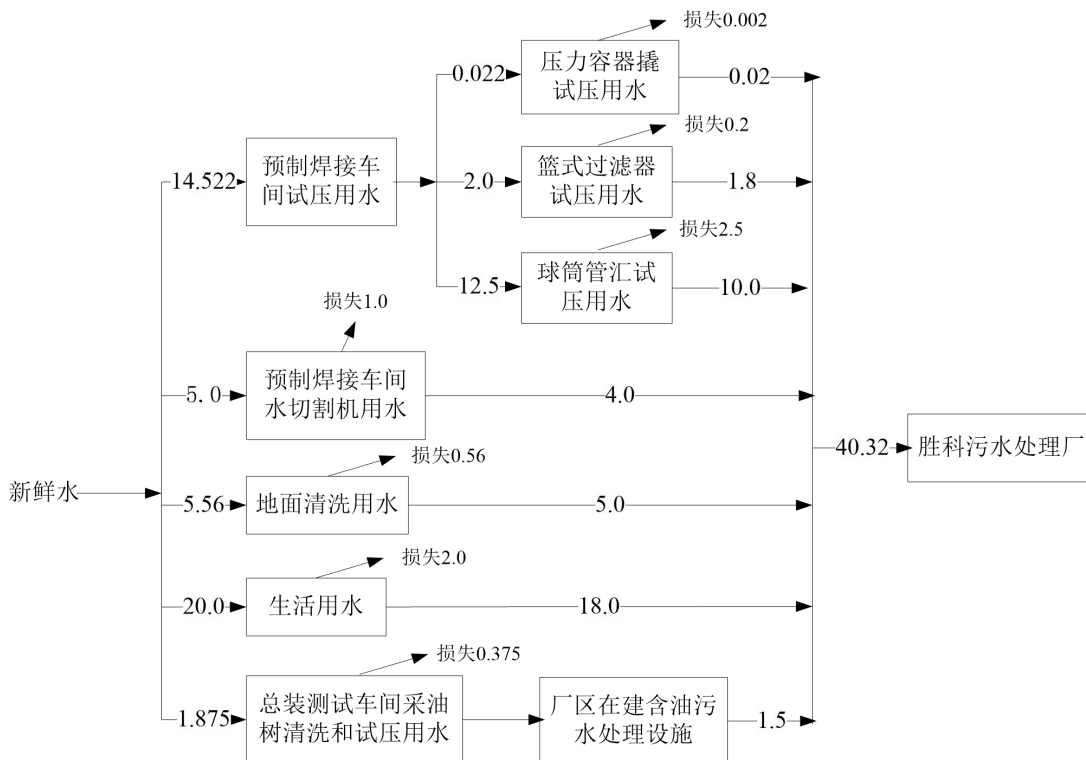 损失0.002
0.022
压力容器撬
试压用水
0.02
损失0.2
14.522
预制焊接车
间试压用水
2.0
篮式过滤器
试压用水
1.8
损失2.5
12.5
球筒管汇试
压用水
10.0
损失1.0
5.0
预制焊接车间
水切割机用水
4.0
40.32
胜科污水处理厂
损失0.56
新鲜水
5.56
地面清洗用水
5.0
损失2.0
20.0
生活用水
18.0
损失0.375
1.875
总装测试车间采油
树清洗和试压用水
厂区在建含油污
水处理设施
1.5